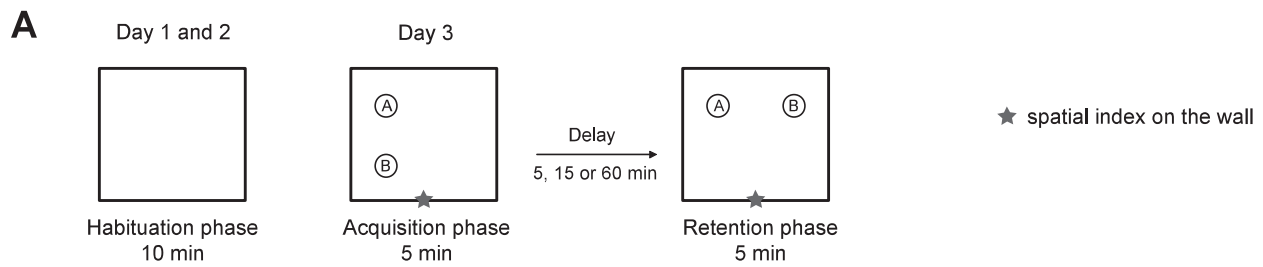 A
Day 1 and 2
Day 3
A
B
Delay
5, 15 or 60 min
A
B
spatial index on the wall
Habituation phase
10 min
Acquisition phase
5 min
Retention phase
5 min